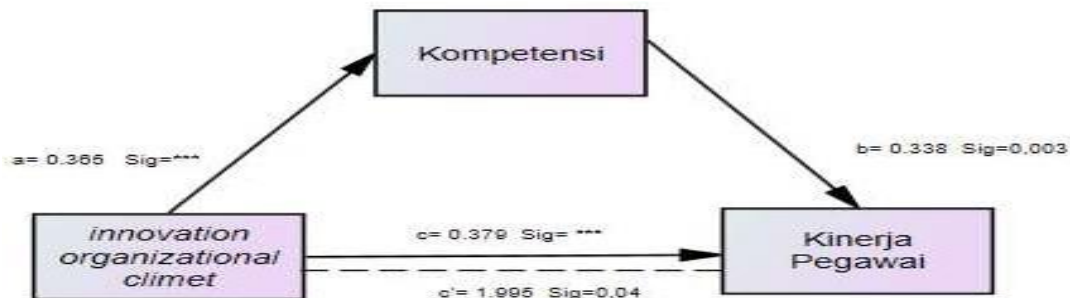 Kompetensi
a= 0.365 Sig=***
b= 0.338 Sig=0,003
innovation
organizational
climet
c= 0.379 Sig= ***
Kinerja
Pegawai
c'= 1.995 Sig=0,04